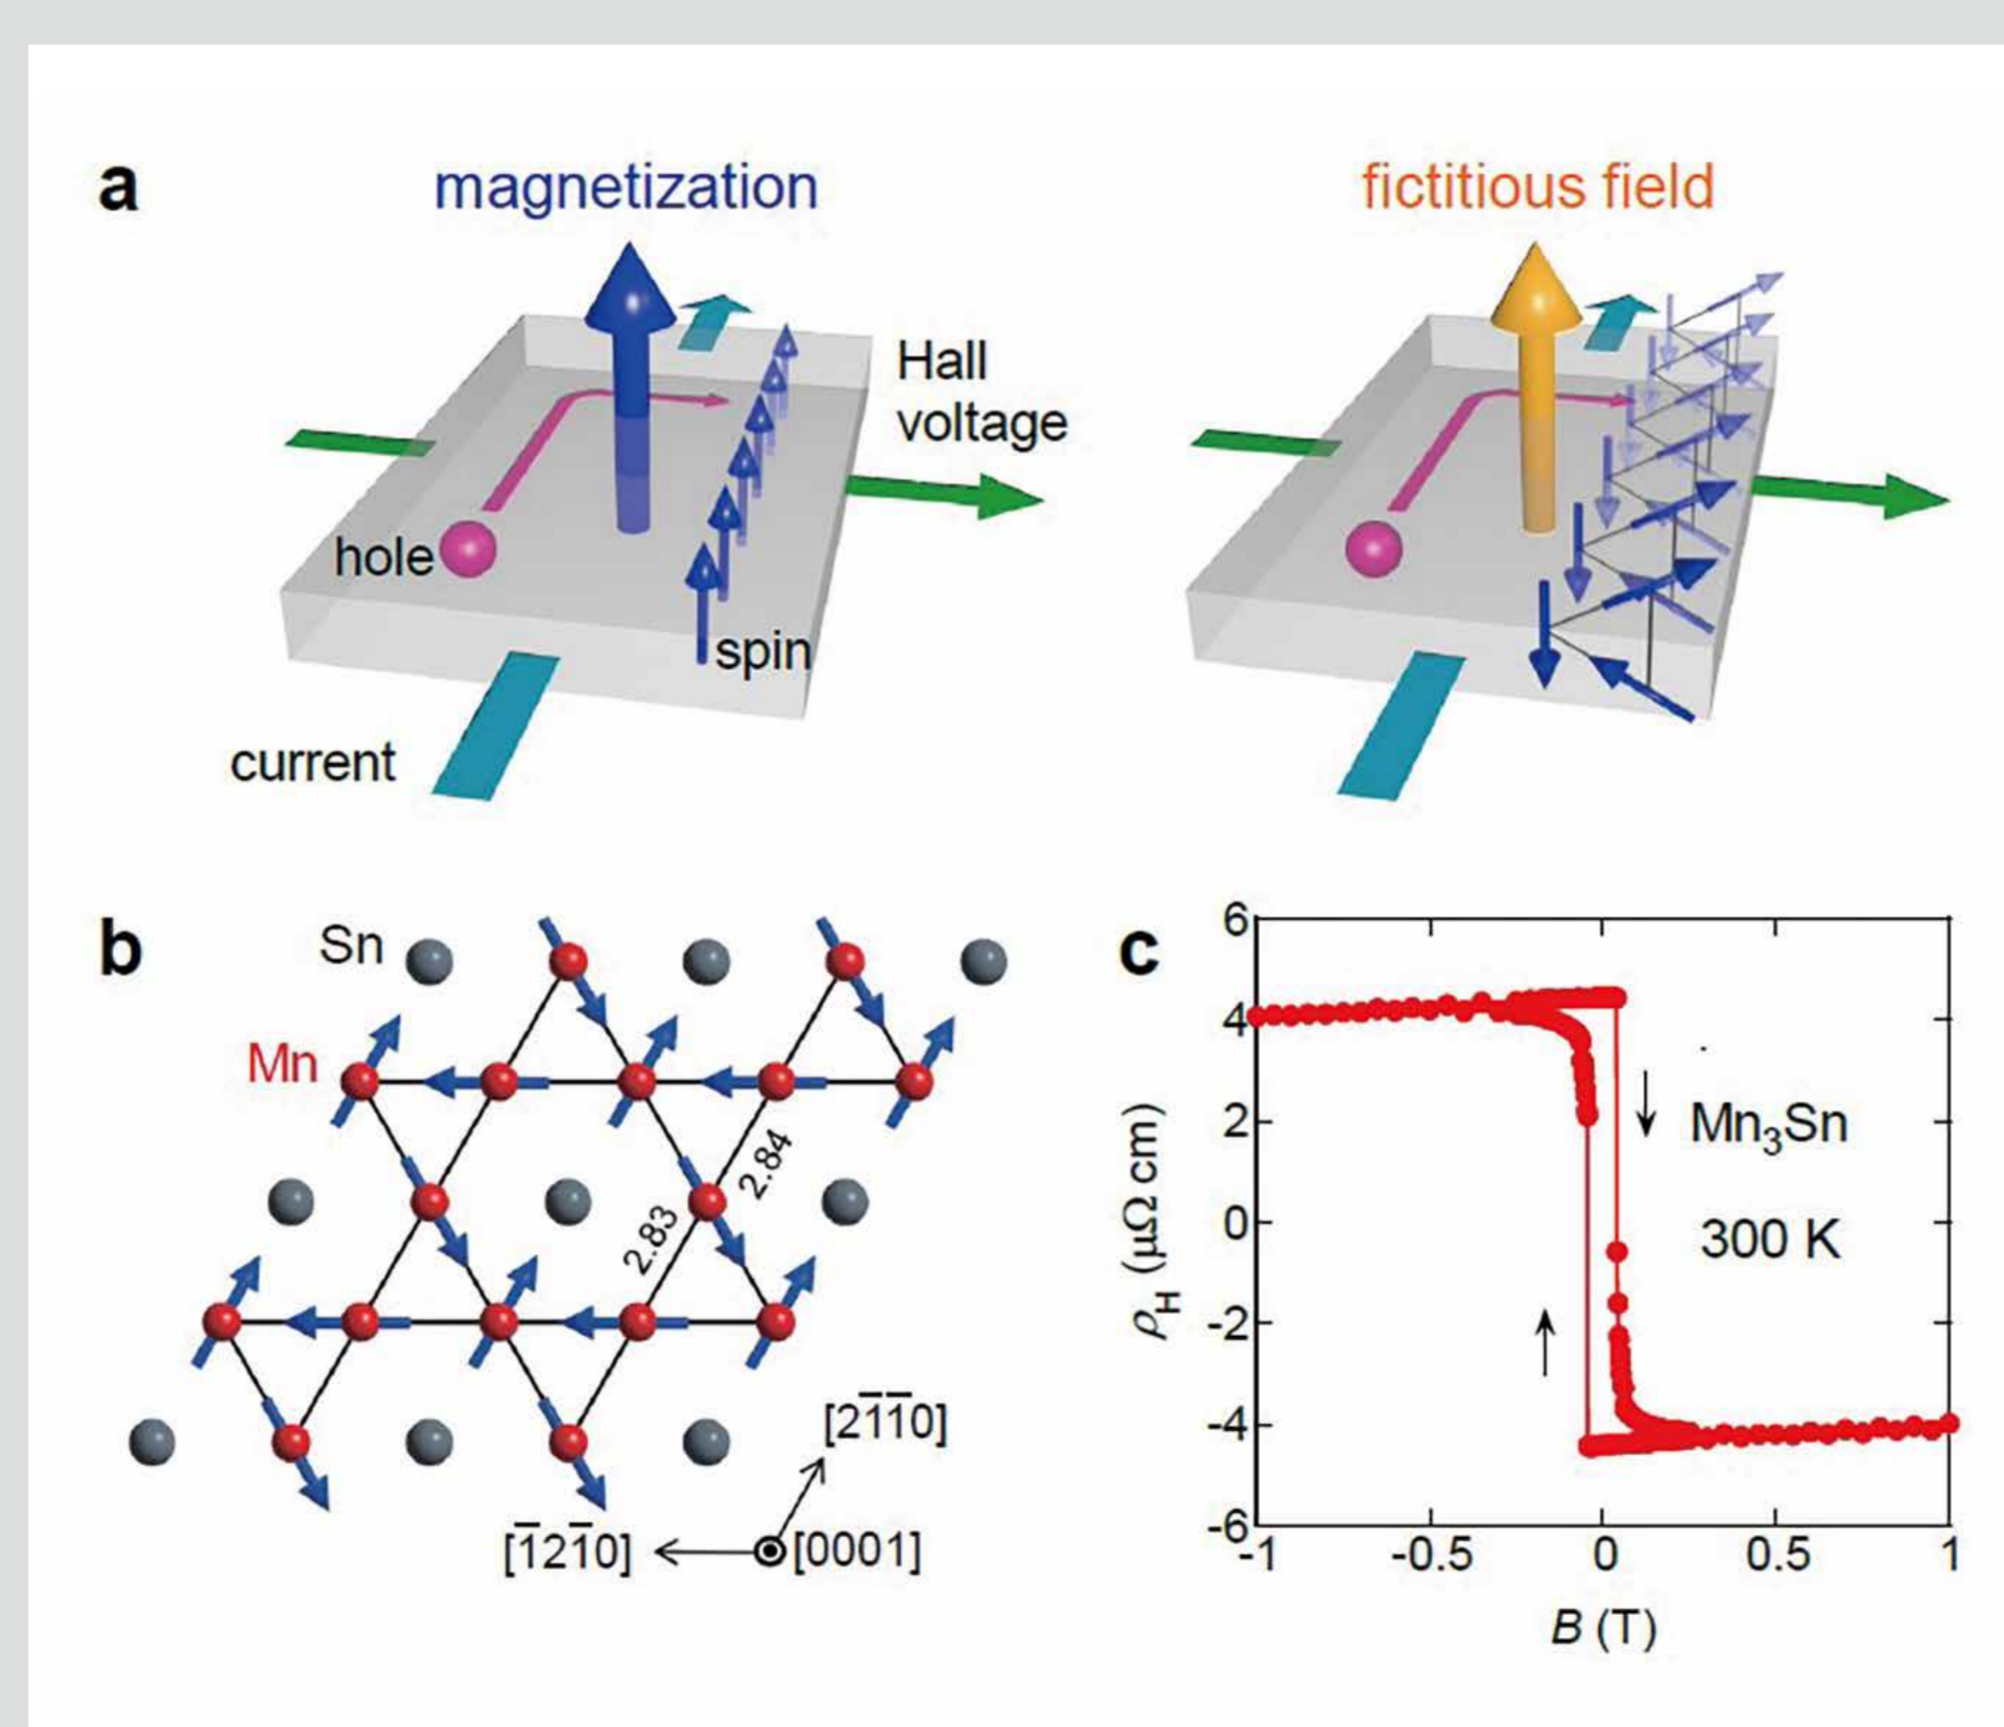 a
magnetization
fictitious field
Hall
voltage
hole
spin
current
b
Sn
Mn
2.84
2.83
[2̅1̅1̅0]
[1̅21̅0]
[0001]
c
6
4
2
0
-2
-4
-6
-1
-0.5
0
0.5
1
ρH (μΩ cm)
Mn₃Sn
300 K
B (T)